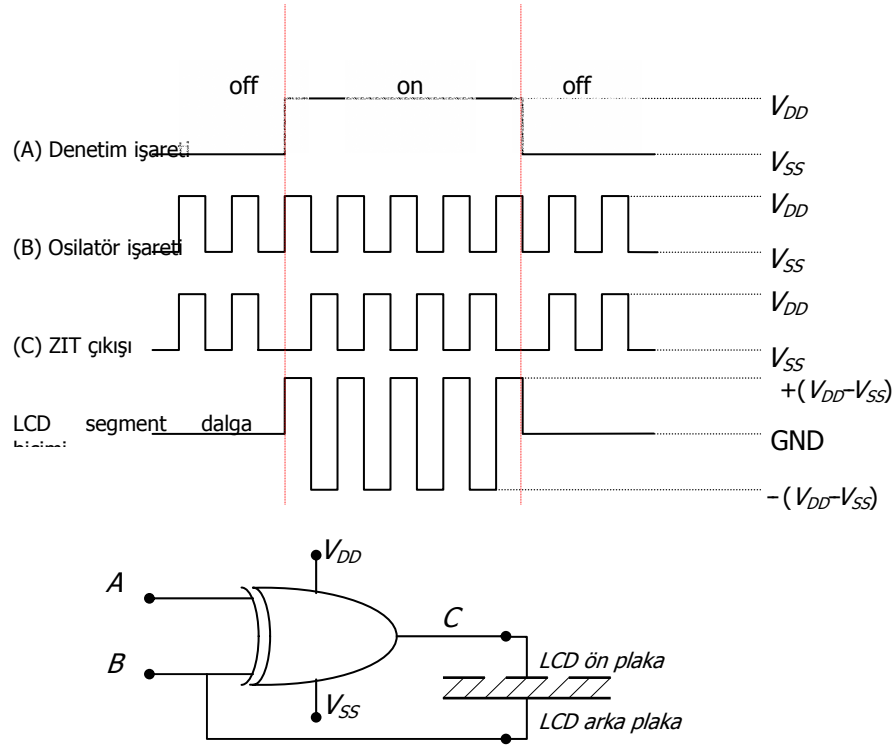 off on off
V_DD
(A) Denetim işareti
V_SS
V_DD
(B) Osilatör işareti
V_SS
V_DD
(C) ZIT çıkışı
V_SS
+(V_DD-V_SS)
LCD segment dalga
GND
-(V_DD-V_SS)
V_DD
A
C
B
LCD ön plaka
V_SS
LCD arka plaka